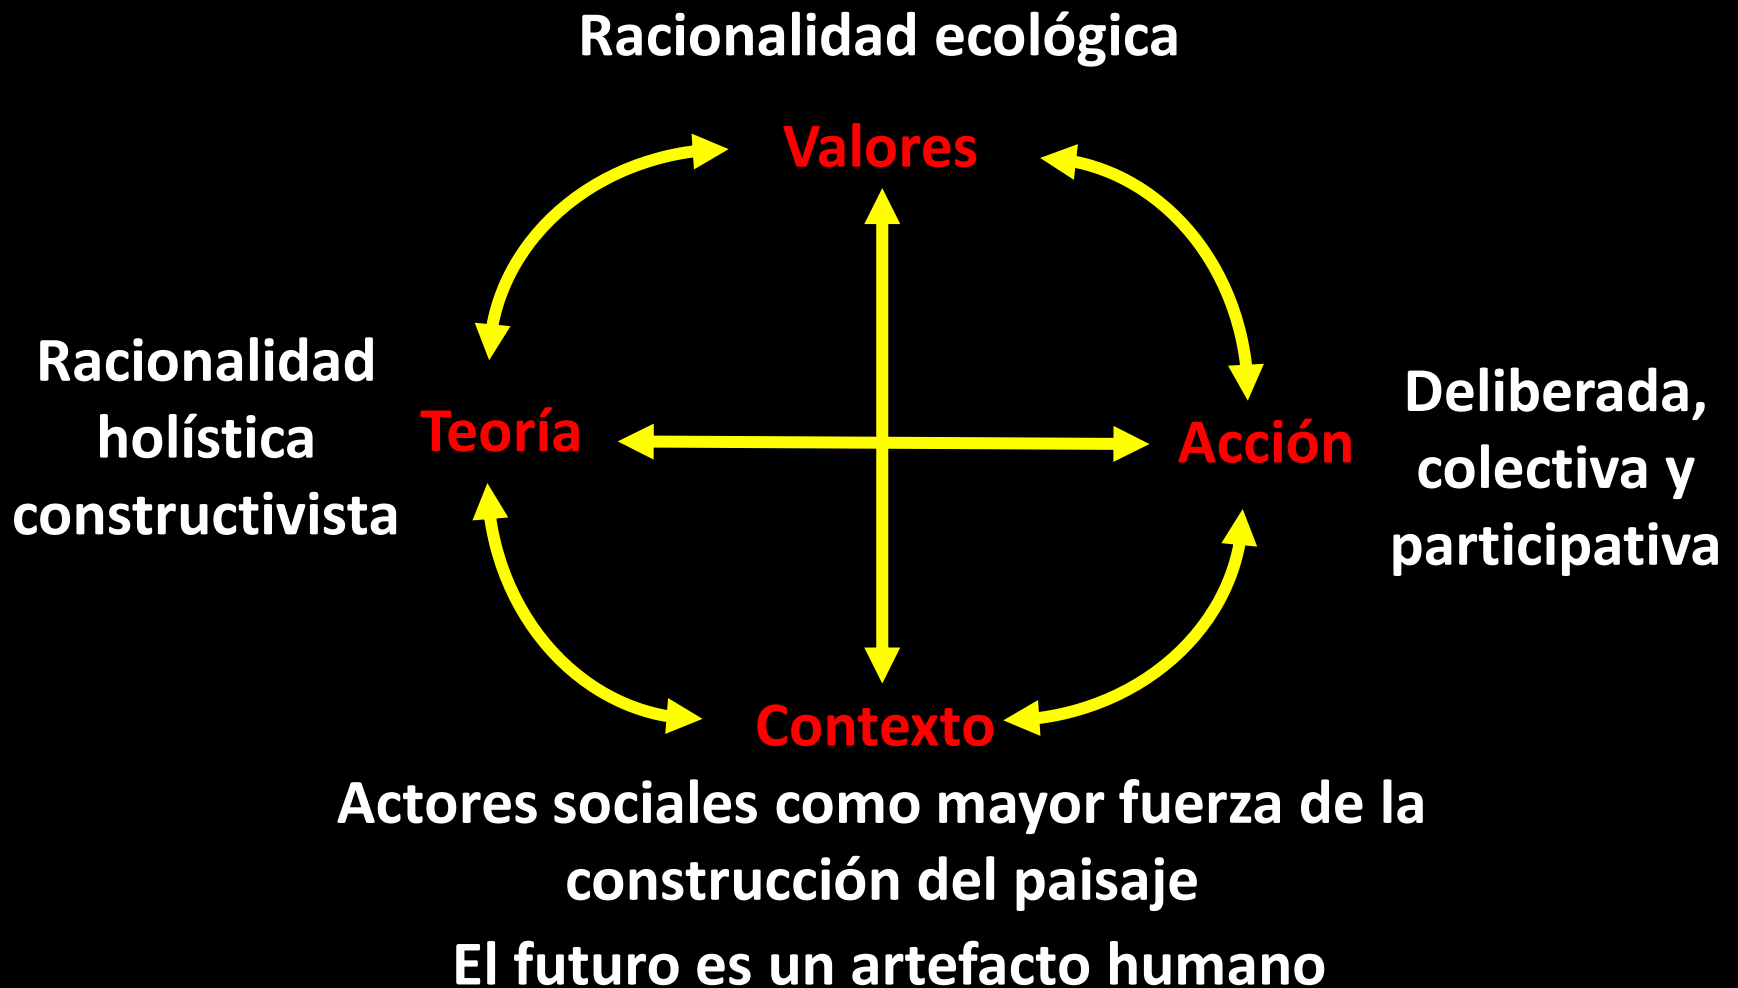 Racionalidad ecológica
Valores
Racionalidad
holística
constructivista
Teoría
Acción
Deliberada,
colectiva y
participativa
Contexto
Actores sociales como mayor fuerza de la
construcción del paisaje
El futuro es un artefacto humano